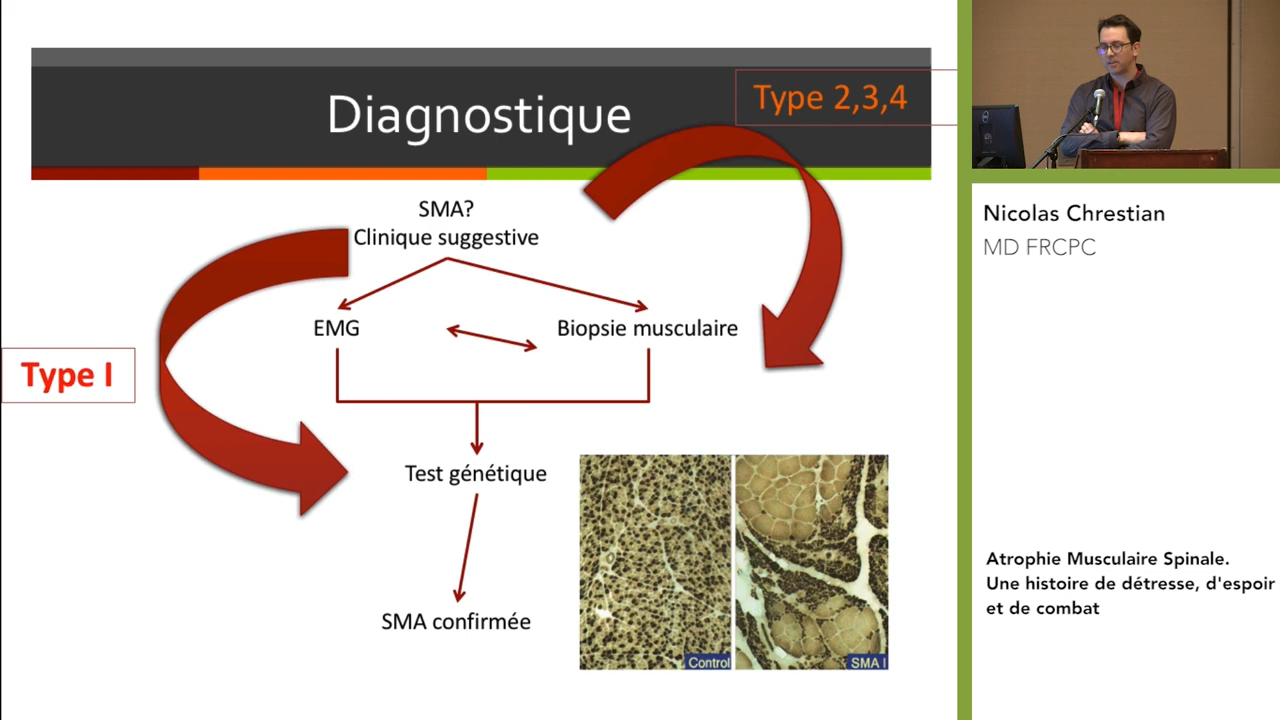 Diagnostique
Type 2,3,4
SMA?
Clinique suggestive
EMG
Biopsie musculaire
Type I
Test génétique
SMA confirmée
Control
SMA I
Nicolas Chrestian
MD FRCPC
Atrophie Musculaire Spinale.
Une histoire de détresse, d'espoir
et de combat